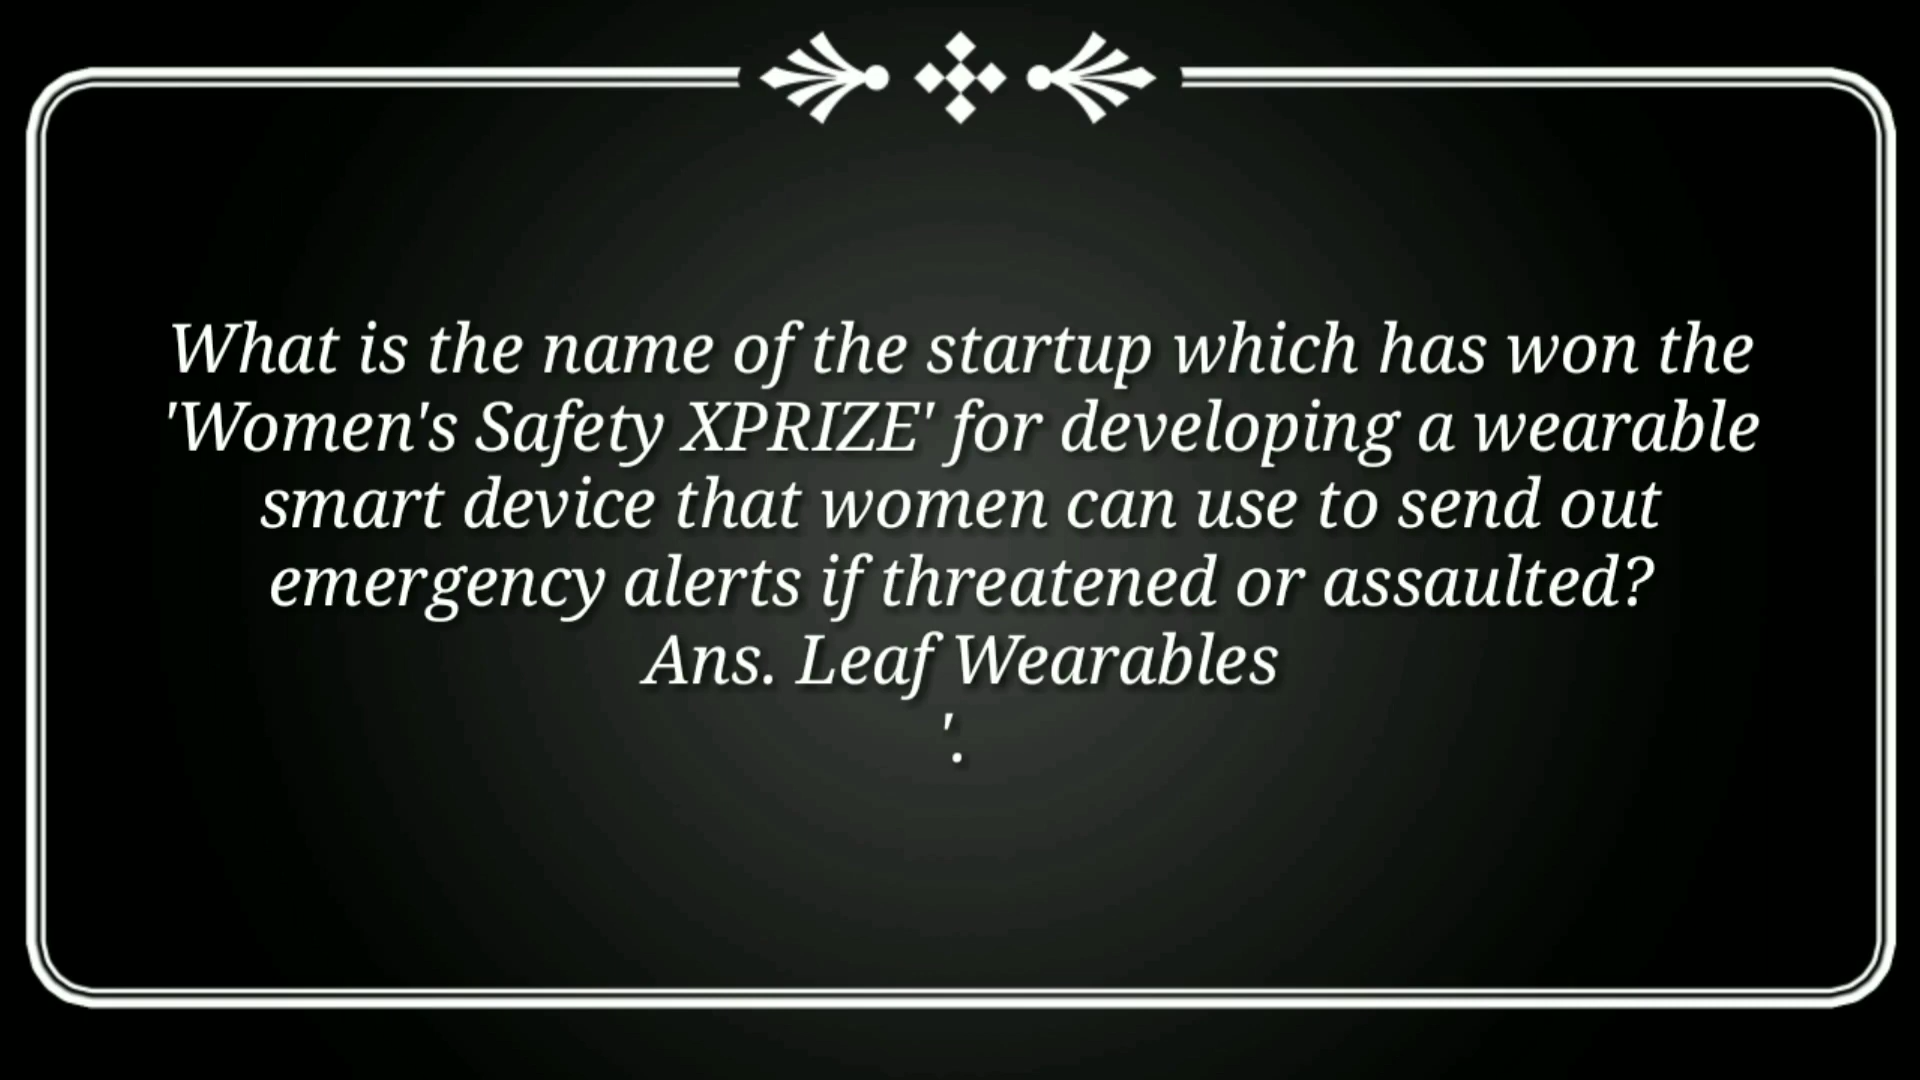 What is the name of the startup which has won the
'Women's Safety XPRIZE' for developing a wearable
smart device that women can use to send out
emergency alerts if threatened or assaulted?
Ans. Leaf Wearables
'.